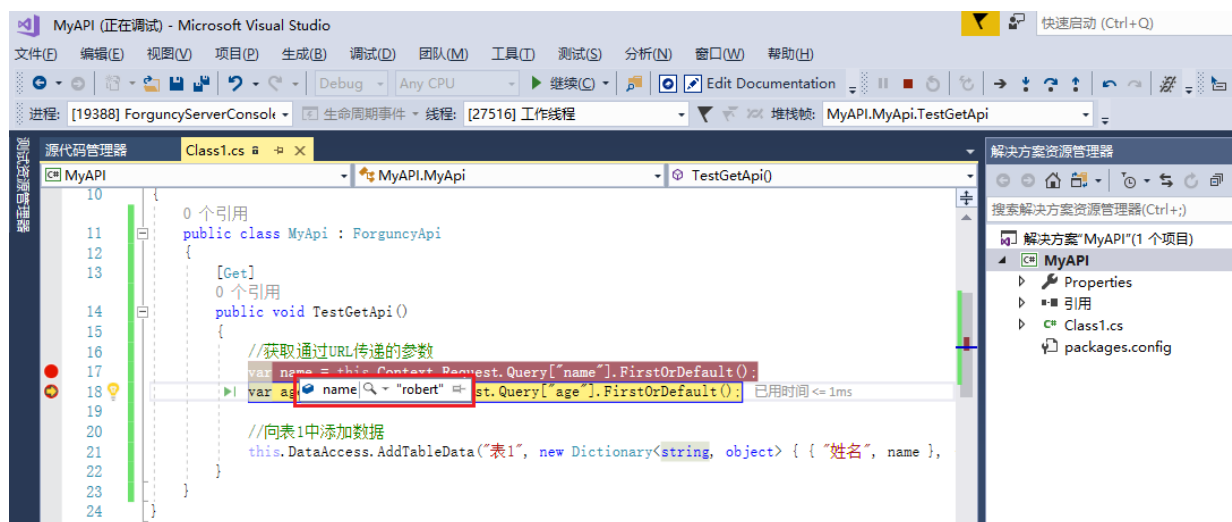 MyAPI (正在调试) - Microsoft Visual Studio
快速启动 (Ctrl+Q)
文件(F) 编辑(E) 视图(V) 项目(P) 生成(B) 调试(D) 团队(M) 工具(T) 测试(S) 分析(N) 窗口(W) 帮助(H)
Debug Any CPU 继续(C) Edit Documentation
进程: [19388] ForguncyServerConsole 生命周期事件 线程: [27516] 工作线程 堆栈帧: MyAPI.MyApi.TestGetApi
测试资源管理器
源代码管理器 Class1.cs
MyAPI MyAPI.MyApi TestGetApi()
10 {
0 个引用
11 public class MyApi : ForguncyApi
12 {
13 [Get]
0 个引用
14 public void TestGetApi()
15 {
16 //获取通过URL传递的参数
17 var name = this.Context.Request.Query["name"].FirstOrDefault();
18 var ag name "robert" st.Query["age"].FirstOrDefault(); 已用时间 <= 1ms
19
20 //向表1中添加数据
21 this.DataAccess.AddTableData("表1", new Dictionary<string, object> { { "姓名", name },
22 }
23 }
24 }
解决方案资源管理器
搜索解决方案资源管理器(Ctrl+;)
解决方案"MyAPI"(1 个项目)
MyAPI
Properties
引用
C# Class1.cs
packages.config